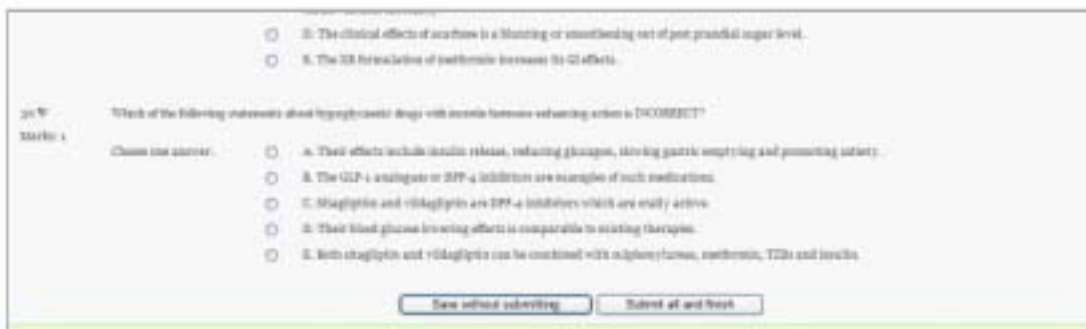 D. The clinical effects of acarbose is a blunting or smoothening out of post prandial sugar level.
E. The XR formulation of metformin increases its GI effects.
30
Marks: 1
Which of the following statements about hypoglycaemic drugs with incretin hormone enhancing action is INCORRECT?
Choose one answer.
A. Their effects include insulin release, reducing glucagon, slowing gastric emptying and promoting satiety.
B. The GLP-1 analogues or DPP-4 inhibitors are examples of such medications.
C. Sitagliptin and vildagliptin are DPP-4 inhibitors which are orally active.
D. Their blood glucose lowering effects is comparable to existing therapies.
E. Both sitagliptin and vildagliptin can be combined with sulphonylureas, metformin, TZDs and insulin.
Save without submitting
Submit all and finish